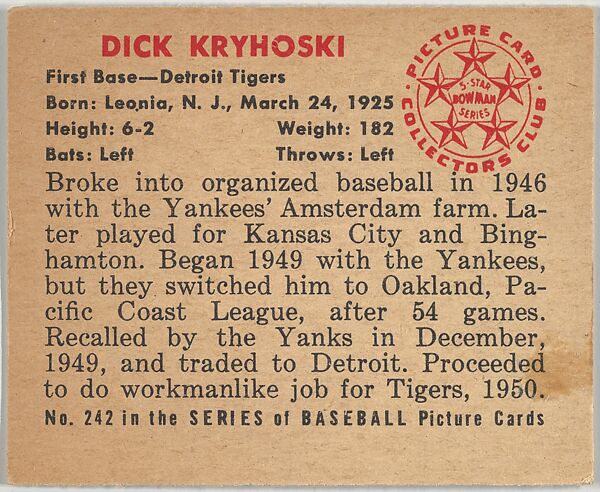 DICK KRYHOSKI
First Base—Detroit Tigers
Born: Leonia, N. J., March 24, 1925
Height: 6-2 Weight: 182
Bats: Left Throws: Left
PICTURE CARD
COLLECTORS CLUB
5-STAR
BOWMAN
SERIES
Broke into organized baseball in 1946
with the Yankees' Amsterdam farm. La-
ter played for Kansas City and Bing-
hamton. Began 1949 with the Yankees,
but they switched him to Oakland, Pa-
cific Coast League, after 54 games.
Recalled by the Yanks in December,
1949, and traded to Detroit. Proceeded
to do workmanlike job for Tigers, 1950.
No. 242 in the SERIES of BASEBALL Picture Cards